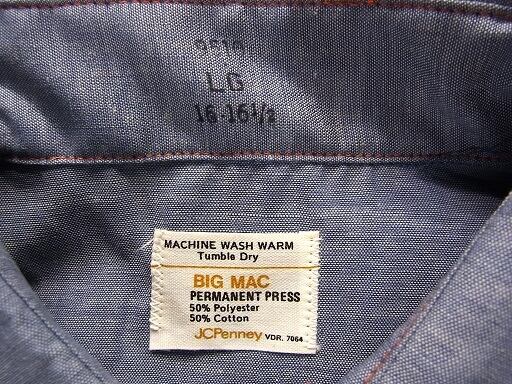 LG
16-16½
MACHINE WASH WARM
Tumble Dry
BIG MAC
PERMANENT PRESS
50% Polyester
50% Cotton
JCPenney VDR. 7064